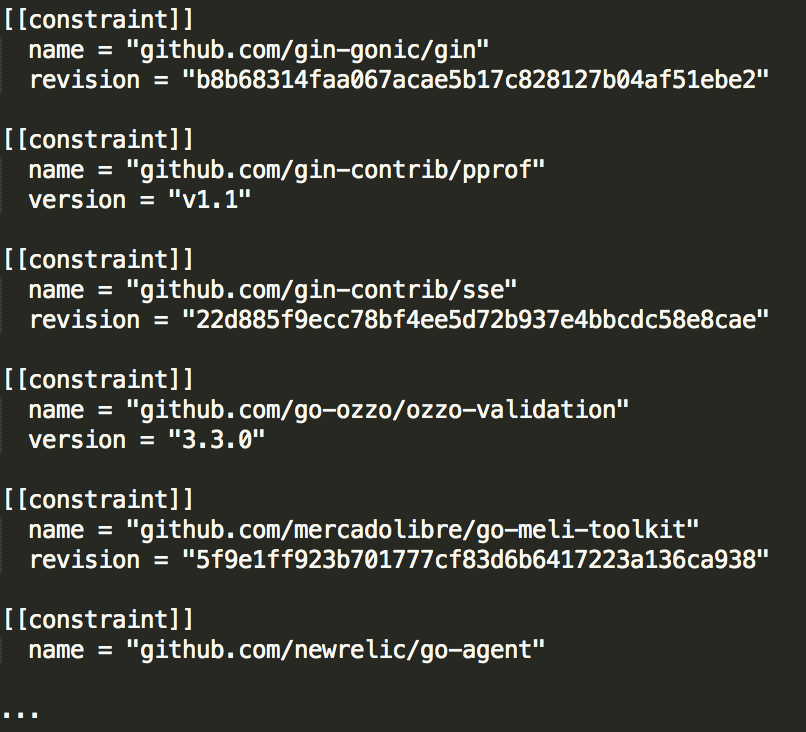 [[constraint]]
  name = "github.com/gin-gonic/gin"
  revision = "b8b68314faa067acae5b17c828127b04af51ebe2"

[[constraint]]
  name = "github.com/gin-contrib/pprof"
  version = "v1.1"

[[constraint]]
  name = "github.com/gin-contrib/sse"
  revision = "22d885f9ecc78bf4ee5d72b937e4bbcdc58e8cae"

[[constraint]]
  name = "github.com/go-ozzo/ozzo-validation"
  version = "3.3.0"

[[constraint]]
  name = "github.com/mercadolibre/go-meli-toolkit"
  revision = "5f9e1ff923b701777cf83d6b6417223a136ca938"

[[constraint]]
  name = "github.com/newrelic/go-agent"

...